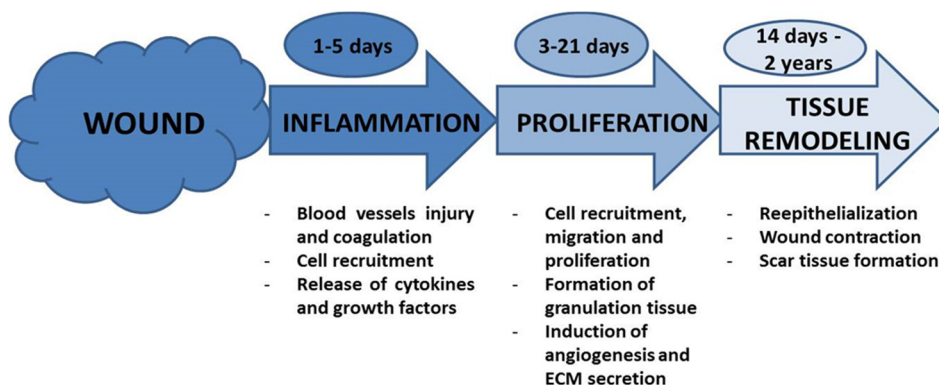 1-5 days
3-21 days
14 days -
2 years
WOUND
INFLAMMATION
PROLIFERATION
TISSUE
REMODELING
- Blood vessels injury
and coagulation
- Cell recruitment
- Release of cytokines
and growth factors
- Cell recruitment,
migration and
proliferation
- Formation of
granulation tissue
- Induction of
angiogenesis and
ECM secretion
- Reepithelialization
- Wound contraction
- Scar tissue formation